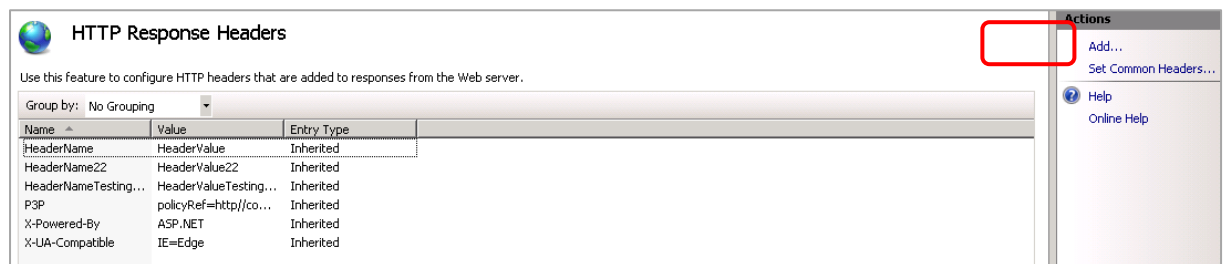 HTTP Response Headers
Use this feature to configure HTTP headers that are added to responses from the Web server.
Group by: No Grouping
Name Value Entry Type
HeaderName HeaderValue Inherited
HeaderName22 HeaderValue22 Inherited
HeaderNameTesting... HeaderValueTesting... Inherited
P3P policyRef=http//co... Inherited
X-Powered-By ASP.NET Inherited
X-UA-Compatible IE=Edge Inherited
Actions
Add...
Set Common Headers...
Help
Online Help